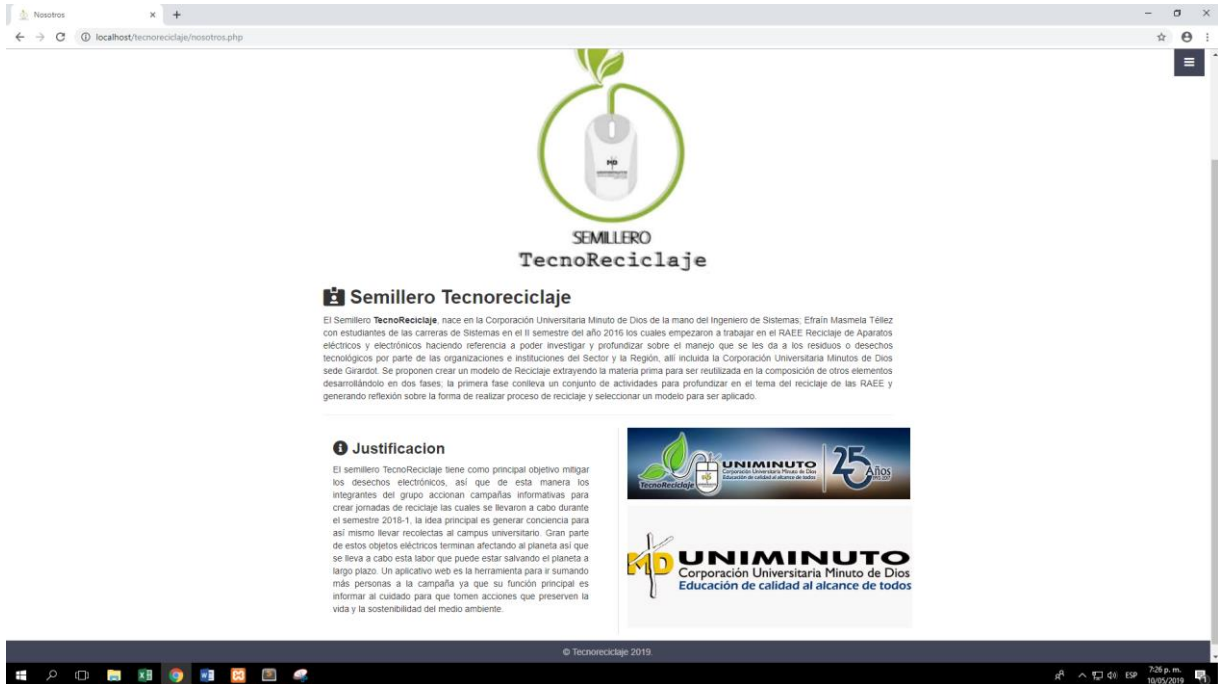 Nosotros
localhost/tecnoreciclaje/nosotros.php
MD
SEMILLERO
TecnoReciclaje
Semillero Tecnoreciclaje
El Semillero TecnoReciclaje, nace en la Corporación Universitaria Minuto de Dios de la mano del Ingeniero de Sistemas; Efraín Masmela Téllez
con estudiantes de las carreras de Sistemas en el II semestre del año 2016 los cuales empezaron a trabajar en el RAEE Reciclaje de Aparatos
eléctricos y electrónicos haciendo referencia a poder investigar y profundizar sobre el manejo que se les da a los residuos o desechos
tecnológicos por parte de las organizaciones e instituciones del Sector y la Región, allí incluida la Corporación Universitaria Minutos de Dios
sede Girardot. Se proponen crear un modelo de Reciclaje extrayendo la materia prima para ser reutilizada en la composición de otros elementos
desarrollándolo en dos fases; la primera fase conlleva un conjunto de actividades para profundizar en el tema del reciclaje de las RAEE y
generando reflexión sobre la forma de realizar proceso de reciclaje y seleccionar un modelo para ser aplicado.
Justificacion
El semillero TecnoReciclaje tiene como principal objetivo mitigar
los desechos electrónicos, así que de esta manera los
integrantes del grupo accionan campañas informativas para
crear jornadas de reciclaje las cuales se llevaron a cabo durante
el semestre 2018-1, la idea principal es generar conciencia para
así mismo llevar recolectas al campus universitario. Gran parte
de estos objetos eléctricos terminan afectando al planeta así que
se lleva a cabo esta labor que puede estar salvando el planeta a
largo plazo. Un aplicativo web es la herramienta para ir sumando
más personas a la campaña ya que su función principal es
informar al cuidado para que tomen acciones que preserven la
vida y la sostenibilidad del medio ambiente.
TecnoReciclaje
UNIMINUTO
Corporación Universitaria Minuto de Dios
Educación de calidad al alcance de todos
25 Años
MD UNIMINUTO
Corporación Universitaria Minuto de Dios
Educación de calidad al alcance de todos
© Tecnoreciclaje 2019.
ESP
7:26 p. m.
10/05/2019